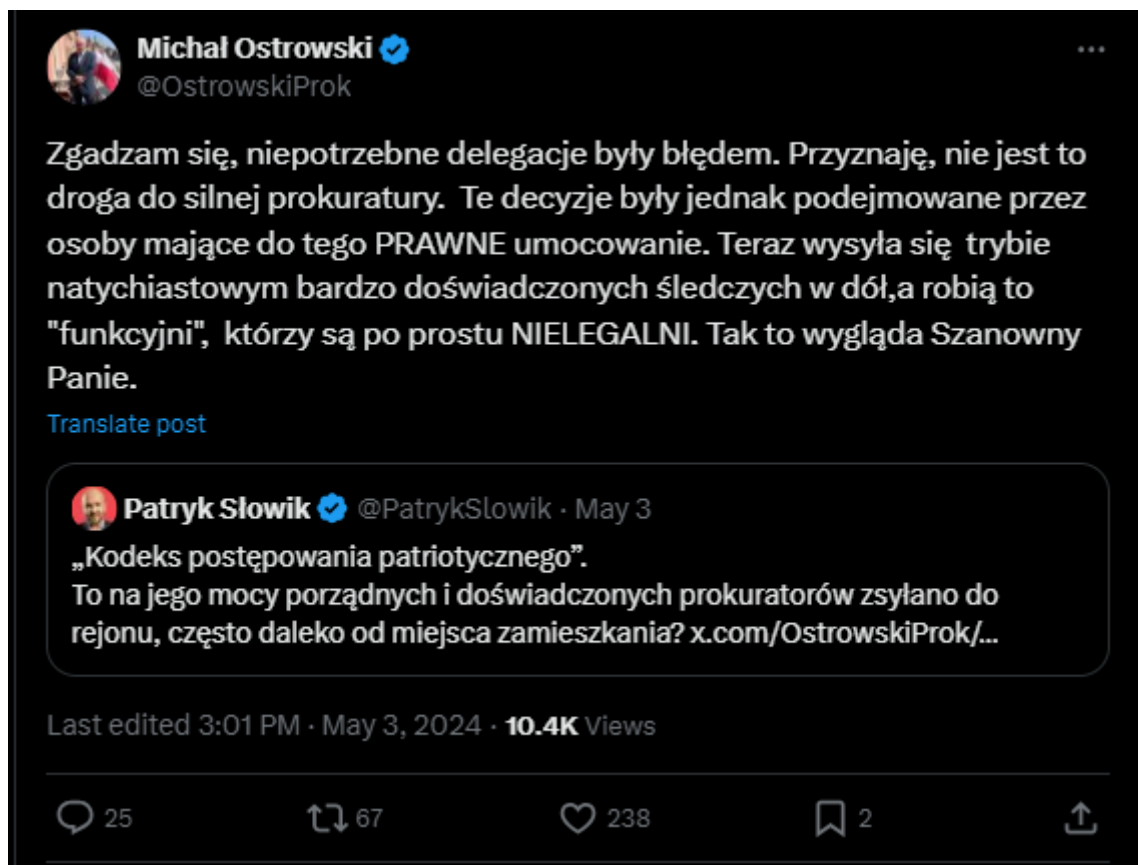 Michał Ostrowski
@OstrowskiProk
Zgadzam się, niepotrzebne delegacje były błędem. Przyznaję, nie jest to
droga do silnej prokuratury.  Te decyzje były jednak podejmowane przez
osoby mające do tego PRAWNE umocowanie. Teraz wysyła się  trybie
natychiastowym bardzo doświadczonych śledczych w dół,a robią to
"funkcyjni",  którzy są po prostu NIELEGALNI. Tak to wygląda Szanowny
Panie.
Translate post
Patryk Słowik @PatrykSlowik · May 3
„Kodeks postępowania patriotycznego”.
To na jego mocy porządnych i doświadczonych prokuratorów zsyłano do
rejonu, często daleko od miejsca zamieszkania? x.com/OstrowskiProk/…
Last edited 3:01 PM · May 3, 2024 · 10.4K Views
25 67 238 2